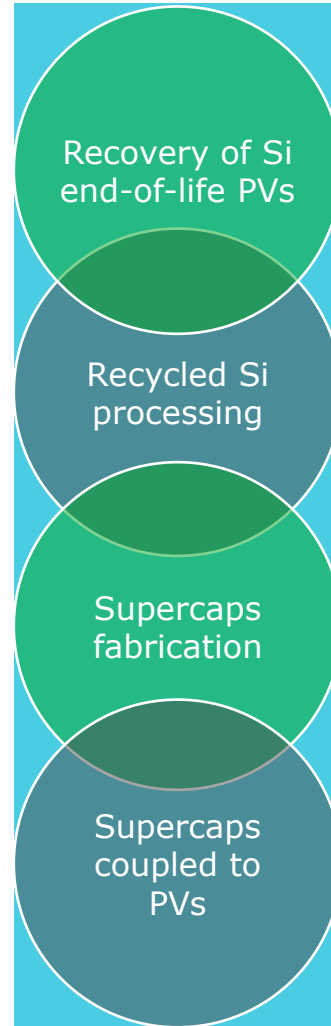 Recovery of Si
end-of-life PVs
Recycled Si
processing
Supercaps
fabrication
Supercaps
coupled to
PVs